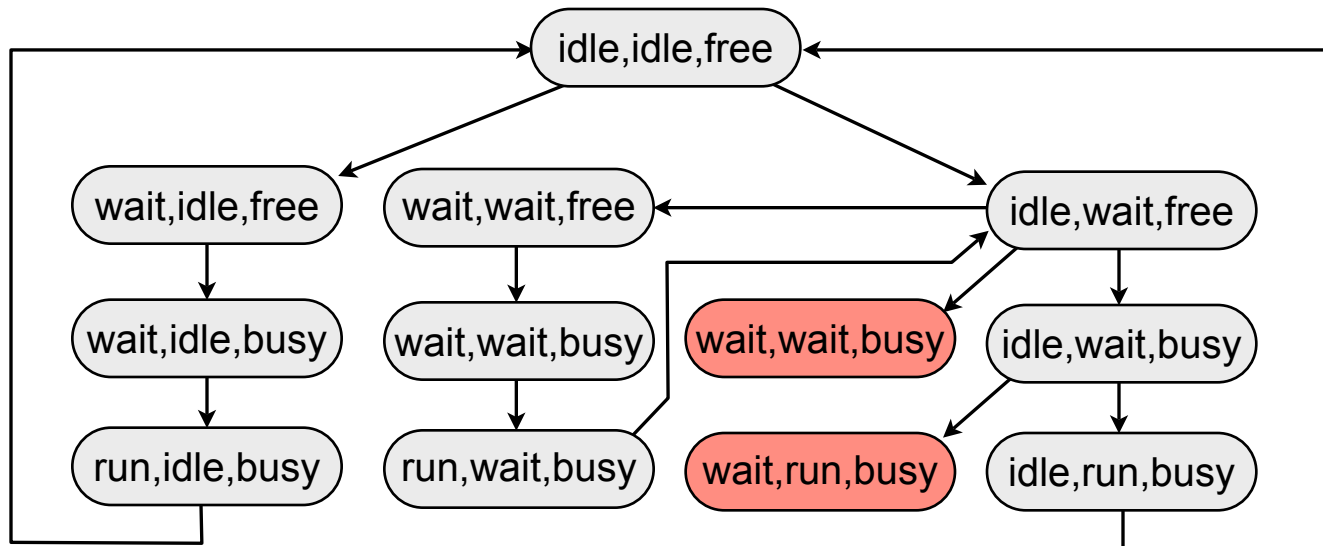 idle,idle,free
wait,idle,free
wait,wait,free
idle,wait,free
wait,idle,busy
wait,wait,busy
wait,wait,busy
idle,wait,busy
run,idle,busy
run,wait,busy
wait,run,busy
idle,run,busy